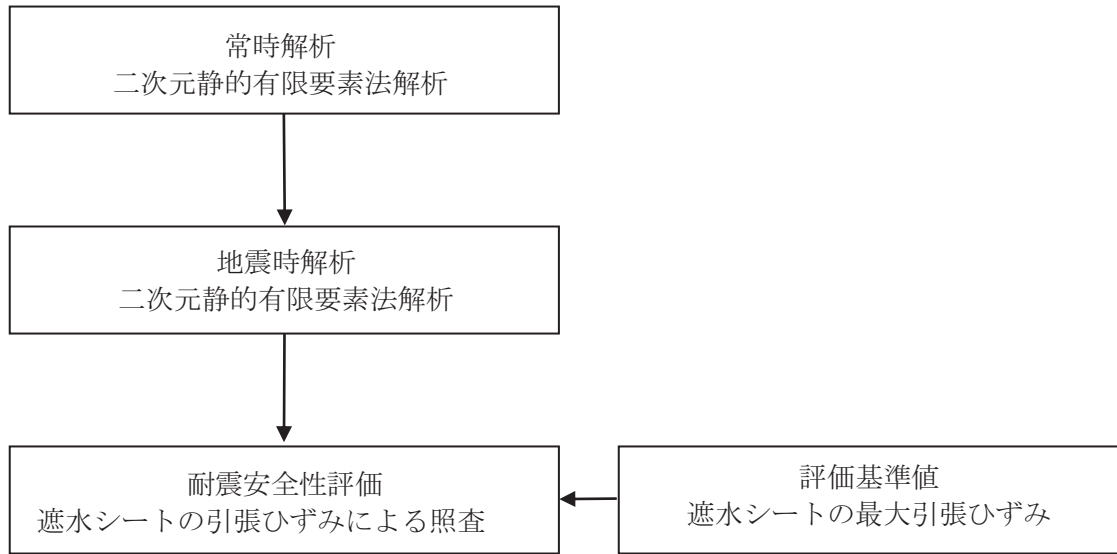 常時解析
二次元静的有限要素法解析
地震時解析
二次元静的有限要素法解析
耐震安全性評価
遮水シートの引張ひずみによる照査
評価基準値
遮水シートの最大引張ひずみ